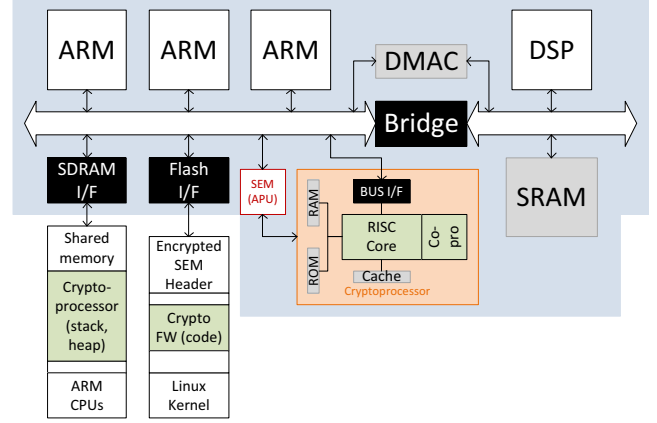 ARM
ARM
ARM
DMAC
DSP
Bridge
SDRAM
I/F
Flash
I/F
SEM
(APU)
BUS I/F
SRAM
RAM
RISC
Core
Co-
pro
ROM
Cache
Cryptoprocessor
Shared
memory
Crypto-
processor
(stack,
heap)
ARM
CPUs
Encrypted
SEM
Header
Crypto
FW (code)
Linux
Kernel